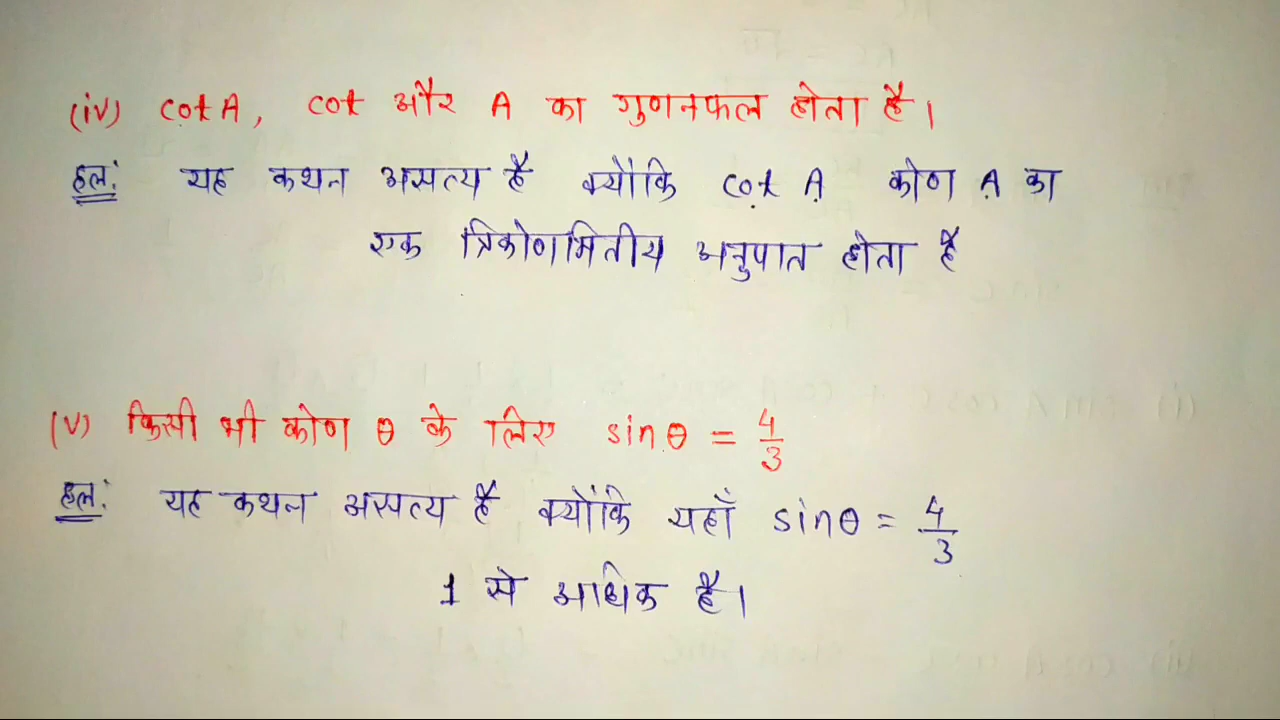 (iv) cot A, cot और A का गुणनफल होता है।
हल: यह कथन असत्य है क्योकि cot A कोण A का
एक त्रिकोणमितीय अनुपात होता है
(v) किसी भी कोण θ के लिए sin θ = 4/3
हल: यह कथन असत्य है क्योंकि यहाँ sin θ = 4/3
1 से अधिक है।